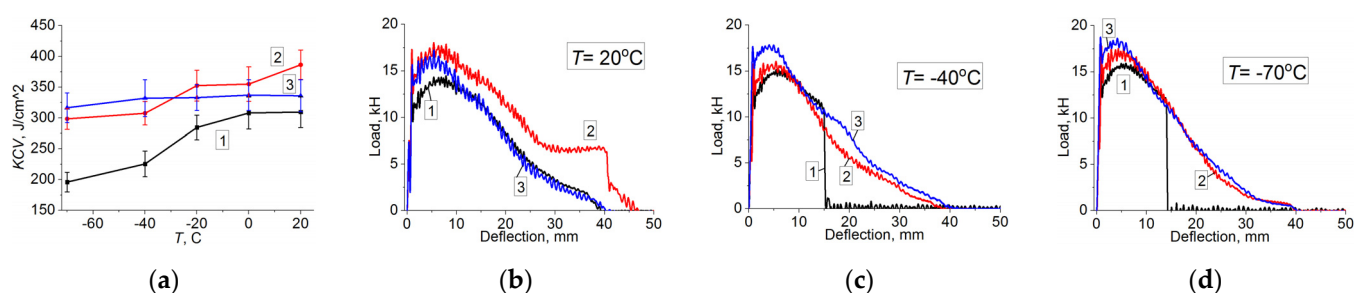 450
400
350
300
250
200
150
KCV, J/cm^2
2
3
1
-60 -40 -20 0 20
T, C
(a)
20
15
10
5
0
Load, kH
T= 20°C
1
2
3
0 10 20 30 40 50
Deflection, mm
(b)
20
15
10
5
0
Load, kH
T= -40°C
3
1
2
0 10 20 30 40 50
Deflection, mm
(c)
20
15
10
5
0
Load, kH
3
T= -70°C
1
2
0 10 20 30 40 50
Deflection, mm
(d)